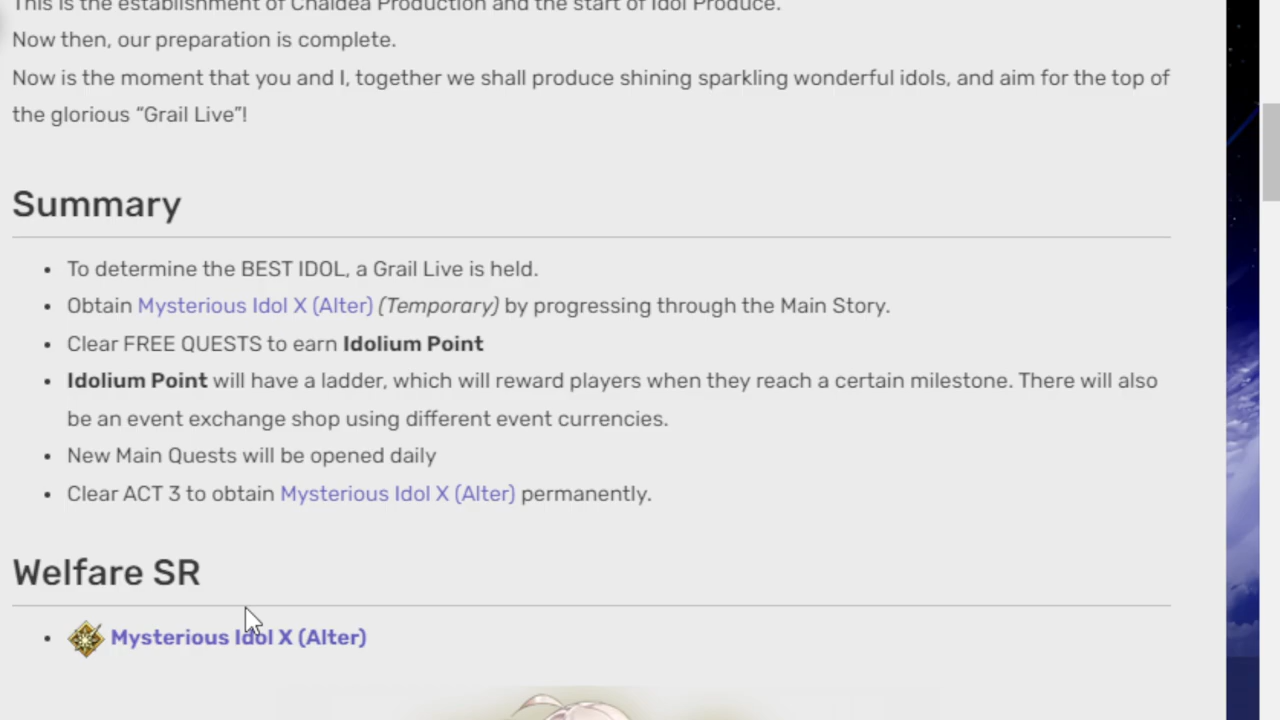 This is the establishment of Chaldea Production and the start of Idol Produce.
Now then, our preparation is complete.
Now is the moment that you and I, together we shall produce shining sparkling wonderful idols, and aim for the top of
the glorious “Grail Live”!
Summary
• To determine the BEST IDOL, a Grail Live is held.
• Obtain Mysterious Idol X (Alter) (Temporary) by progressing through the Main Story.
• Clear FREE QUESTS to earn Idolium Point
• Idolium Point will have a ladder, which will reward players when they reach a certain milestone. There will also
be an event exchange shop using different event currencies.
• New Main Quests will be opened daily
• Clear ACT 3 to obtain Mysterious Idol X (Alter) permanently.
Welfare SR
• Mysterious Idol X (Alter)